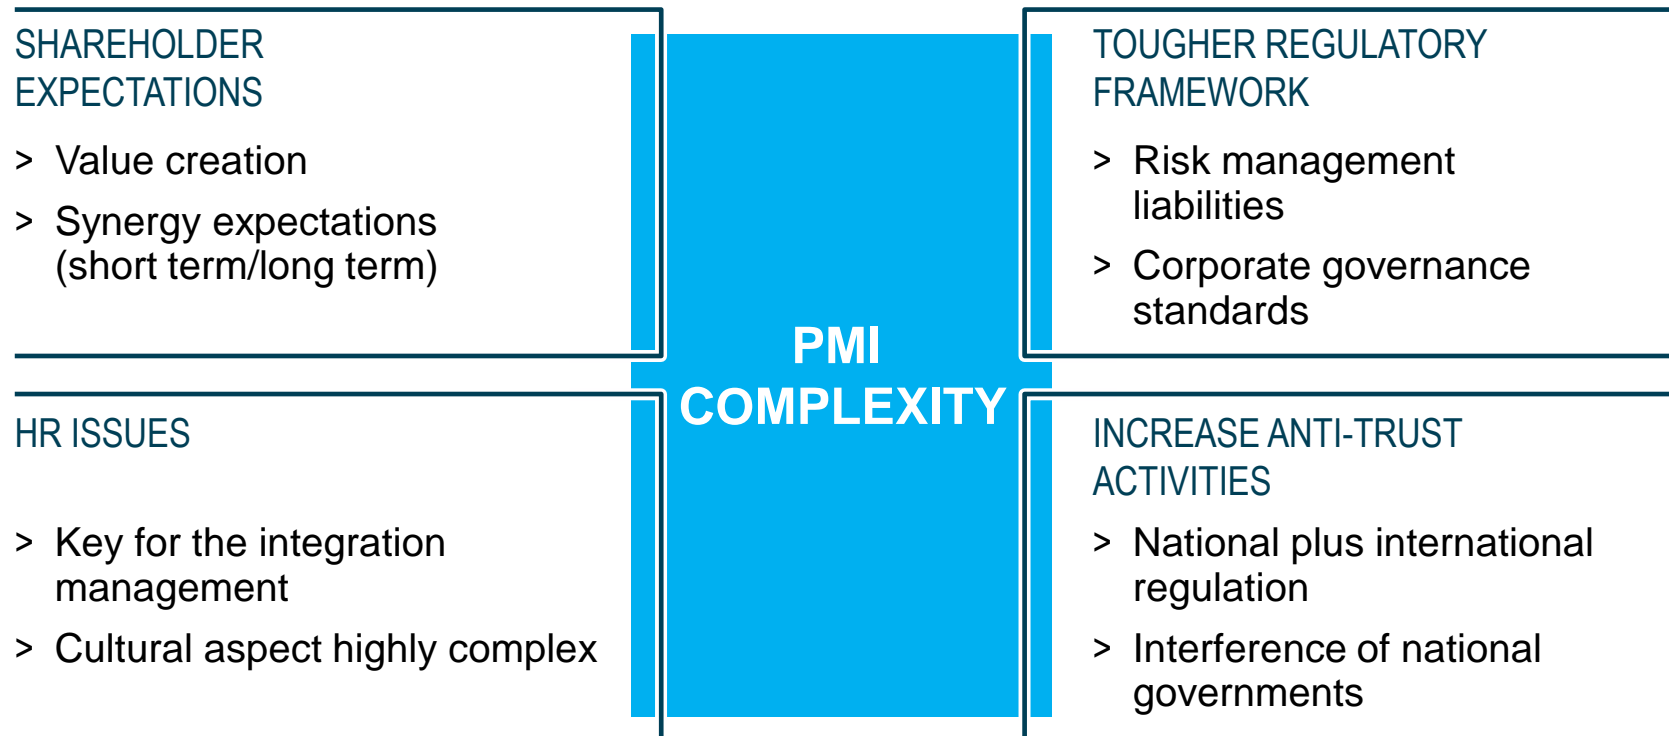 SHAREHOLDER
EXPECTATIONS
> Value creation
> Synergy expectations
(short term/long term)
TOUGHER REGULATORY
FRAMEWORK
> Risk management
liabilities
> Corporate governance
standards
PMI
COMPLEXITY
HR ISSUES
> Key for the integration
management
> Cultural aspect highly complex
INCREASE ANTI-TRUST
ACTIVITIES
> National plus international
regulation
> Interference of national
governments